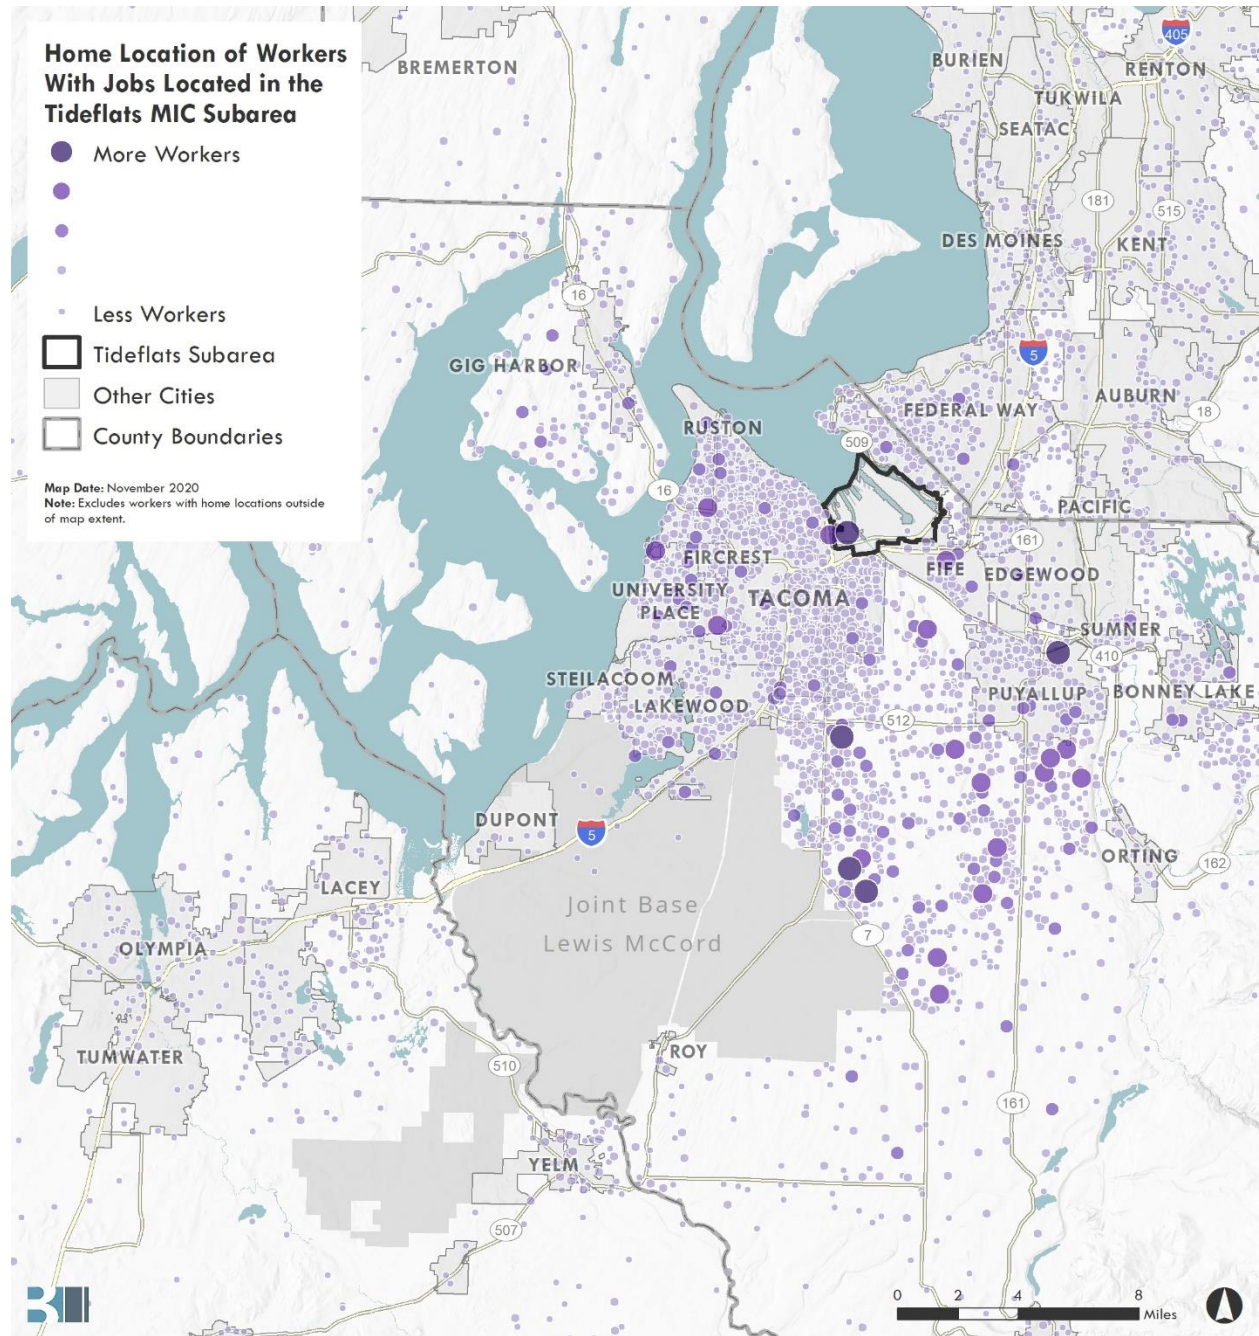 Home Location of Workers
With Jobs Located in the
Tideflats MIC Subarea
More Workers
Less Workers
Tideflats Subarea
Other Cities
County Boundaries
Map Date: November 2020
Note: Excludes workers with home locations outside
of map extent.
BREMERTON
BURIEN
405
RENTON
TUKWILA
SEATAC
181
515
DES MOINES
KENT
16
5
GIG HARBOR
AUBURN
FEDERAL WAY
18
RUSTON
509
16
PACIFIC
161
FIRCREST
FIFE
EDGEWOOD
UNIVERSITY
PLACE
TACOMA
SUMNER
410
STEILACOOM
PUYALLUP
BONNEY LAKE
LAKEWOOD
512
DUPONT
5
ORTING
162
LACEY
Joint Base
Lewis McCord
7
OLYMPIA
TUMWATER
ROY
510
161
YELM
507
0 2 4 8
Miles